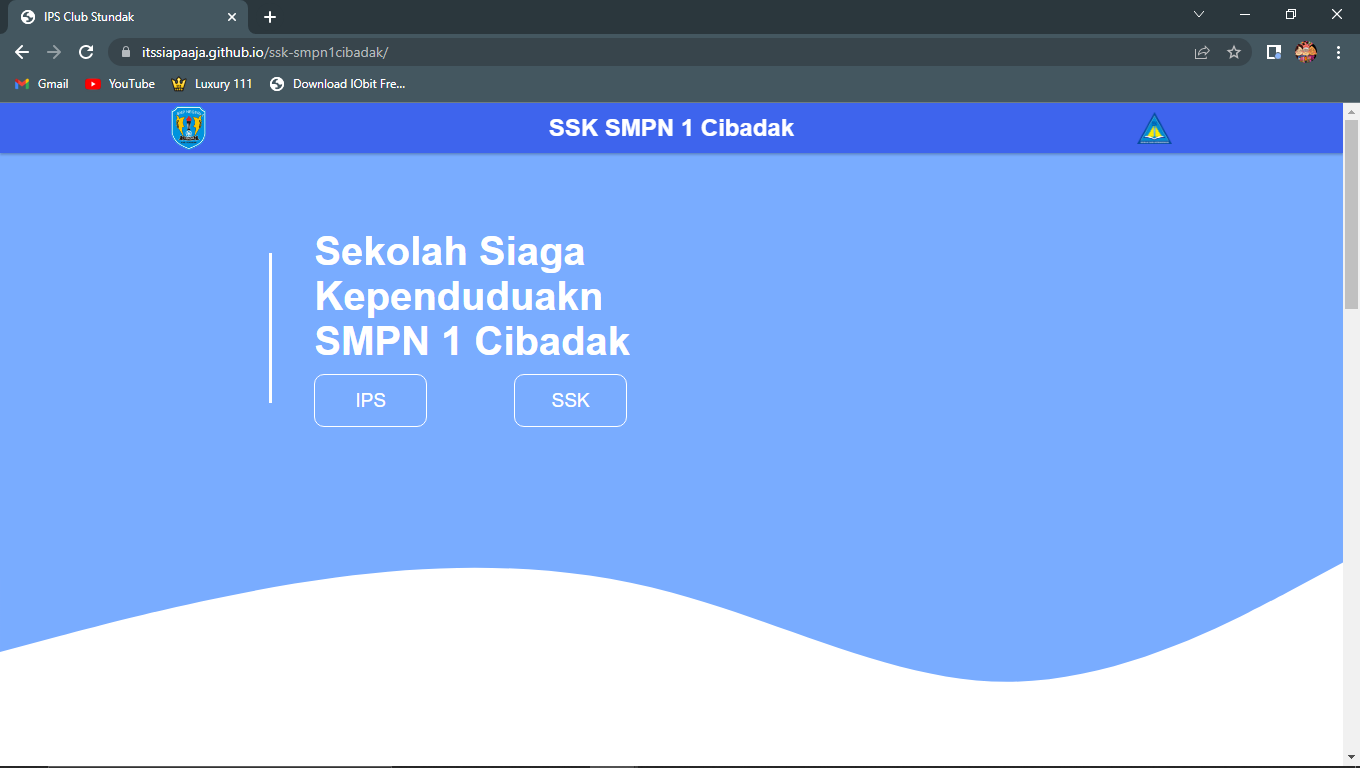 IPS Club Stundak
itssiapaaja.github.io/ssk-smpn1cibadak/
Gmail
YouTube
Luxury 111
Download IObit Fre...
SSK SMPN 1 Cibadak
Sekolah Siaga
Kependuduakn
SMPN 1 Cibadak
IPS
SSK